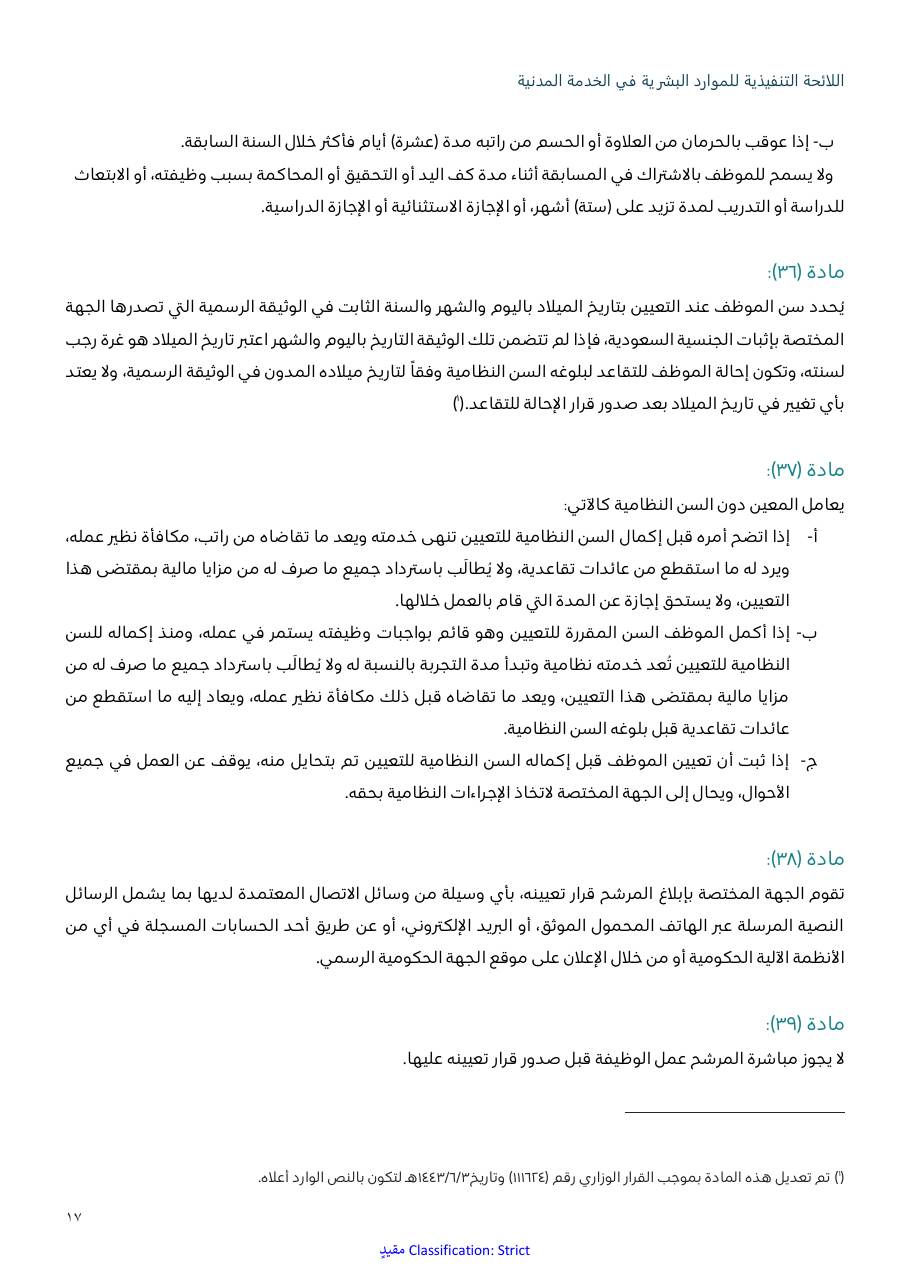 اللائحة التنفيذية للموارد البشرية في الخدمة المدنية
ب- إذا عوقب بالحرمان من العلاوة أو الحسم من راتبه مدة (عشرة) أيام فأكثر خلال السنة السابقة.
ولا يسمح للموظف بالاشتراك في المسابقة أثناء مدة كف اليد أو التحقيق أو المحاكمة بسبب وظيفته، أو الابتعاث
للدراسة أو التدريب لمدة تزيد على (ستة) أشهر، أو الإجازة الاستثنائية أو الإجازة الدراسية.
مادة (٣٦):
يُحدد سن الموظف عند التعيين بتاريخ الميلاد باليوم والشهر والسنة الثابت في الوثيقة الرسمية التي تصدرها الجهة
المختصة بإثبات الجنسية السعودية، فإذا لم تتضمن تلك الوثيقة التاريخ باليوم والشهر اعتبر تاريخ الميلاد هو غرة رجب
لسنته، وتكون إحالة الموظف للتقاعد لبلوغه السن النظامية وفقاً لتاريخ ميلاده المدون في الوثيقة الرسمية، ولا يعتد
بأي تغيير في تاريخ الميلاد بعد صدور قرار الإحالة للتقاعد.(١)
مادة (٣٧):
يعامل المعين دون السن النظامية كالآتي:
أ- إذا اتضح أمره قبل إكمال السن النظامية للتعيين تنهى خدمته ويعد ما تقاضاه من راتب، مكافأة نظير عمله،
ويرد له ما استقطع من عائدات تقاعدية، ولا يُطالَب باسترداد جميع ما صرف له من مزايا مالية بمقتضى هذا
التعيين، ولا يستحق إجازة عن المدة التي قام بالعمل خلالها.
ب- إذا أكمل الموظف السن المقررة للتعيين وهو قائم بواجبات وظيفته يستمر في عمله، ومنذ إكماله للسن
النظامية للتعيين تُعد خدمته نظامية وتبدأ مدة التجربة بالنسبة له ولا يُطالَب باسترداد جميع ما صرف له من
مزايا مالية بمقتضى هذا التعيين، ويعد ما تقاضاه قبل ذلك مكافأة نظير عمله، ويعاد إليه ما استقطع من
عائدات تقاعدية قبل بلوغه السن النظامية.
ج- إذا ثبت أن تعيين الموظف قبل إكماله السن النظامية للتعيين تم بتحايل منه، يوقف عن العمل في جميع
الأحوال، ويحال إلى الجهة المختصة لاتخاذ الإجراءات النظامية بحقه.
مادة (٣٨):
تقوم الجهة المختصة بإبلاغ المرشح قرار تعيينه، بأي وسيلة من وسائل الاتصال المعتمدة لديها بما يشمل الرسائل
النصية المرسلة عبر الهاتف المحمول الموثق، أو البريد الإلكتروني، أو عن طريق أحد الحسابات المسجلة في أي من
الأنظمة الآلية الحكومية أو من خلال الإعلان على موقع الجهة الحكومية الرسمي.
مادة (٣٩):
لا يجوز مباشرة المرشح عمل الوظيفة قبل صدور قرار تعيينه عليها.
(١) تم تعديل هذه المادة بموجب القرار الوزاري رقم (١١١٦٢٤) وتاريخ١٤٤٣/٦/٣هـ لتكون بالنص الوارد أعلاه.
١٧
Classification: Strict مقيدٍ